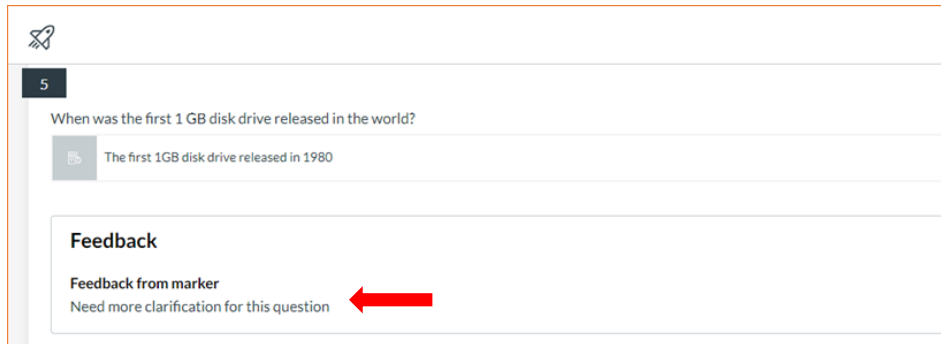 5
When was the first 1 GB disk drive released in the world?
The first 1GB disk drive released in 1980
Feedback
Feedback from marker
Need more clarification for this question